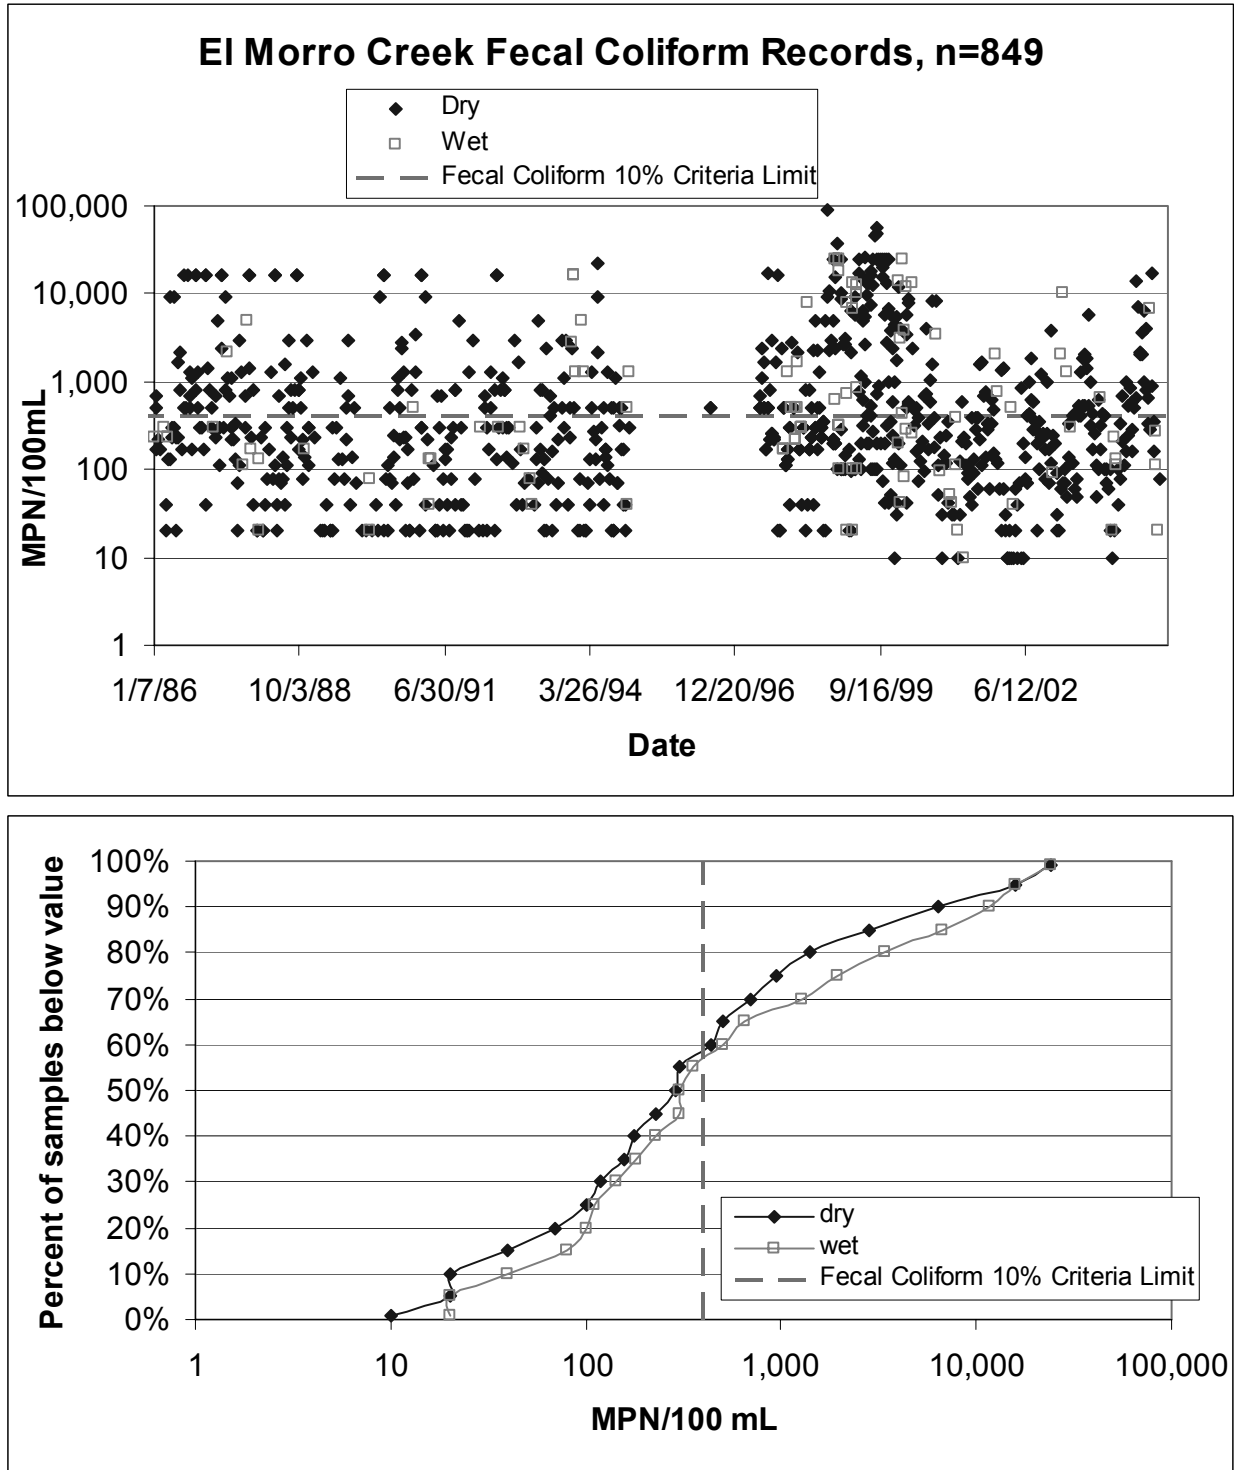 El Morro Creek Fecal Coliform Records, n=849
Dry
Wet
Fecal Coliform 10% Criteria Limit
MPN/100mL
100,000
10,000
1,000
100
10
1
1/7/86 10/3/88 6/30/91 3/26/94 12/20/96 9/16/99 6/12/02
Date
Percent of samples below value
100%
90%
80%
70%
60%
50%
40%
30%
20%
10%
0%
dry
wet
Fecal Coliform 10% Criteria Limit
1 10 100 1,000 10,000 100,000
MPN/100 mL